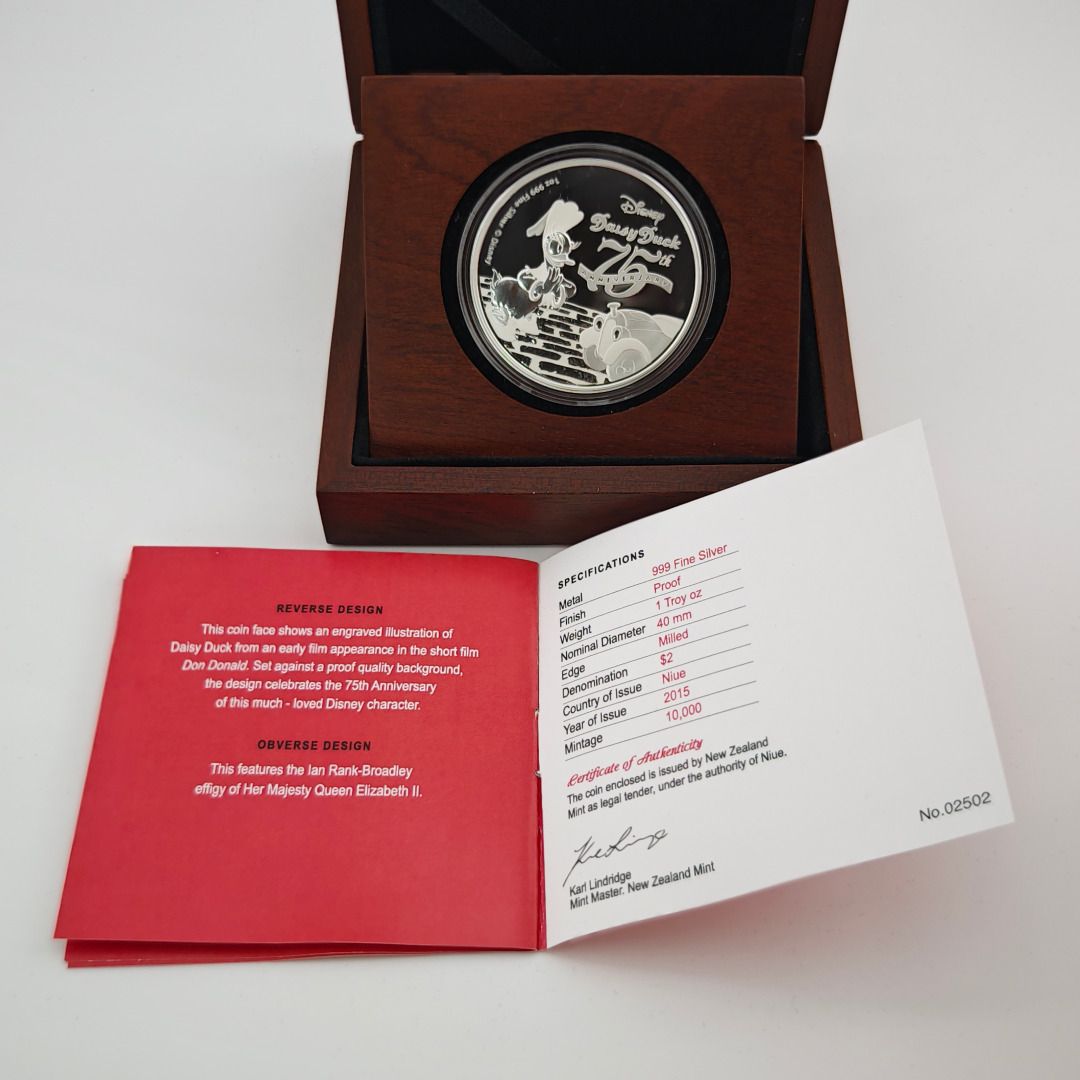 1oz 999 Fine Silver © Disney
Disney
Daisy Duck
75th
ANNIVERSARY
REVERSE DESIGN
This coin face shows an engraved illustration of
Daisy Duck from an early film appearance in the short film
Don Donald. Set against a proof quality background,
the design celebrates the 75th Anniversary
of this much - loved Disney character.
OBVERSE DESIGN
This features the Ian Rank-Broadley
effigy of Her Majesty Queen Elizabeth II.
SPECIFICATIONS
Metal 999 Fine Silver
Finish Proof
Weight 1 Troy oz
Nominal Diameter 40 mm
Edge Milled
Denomination $2
Country of Issue Niue
Year of Issue 2015
Mintage 10,000
Certificate of Authenticity
The coin enclosed is issued by New Zealand
Mint as legal tender, under the authority of Niue.
Karl Lindridge
Mint Master. New Zealand Mint
No.02502